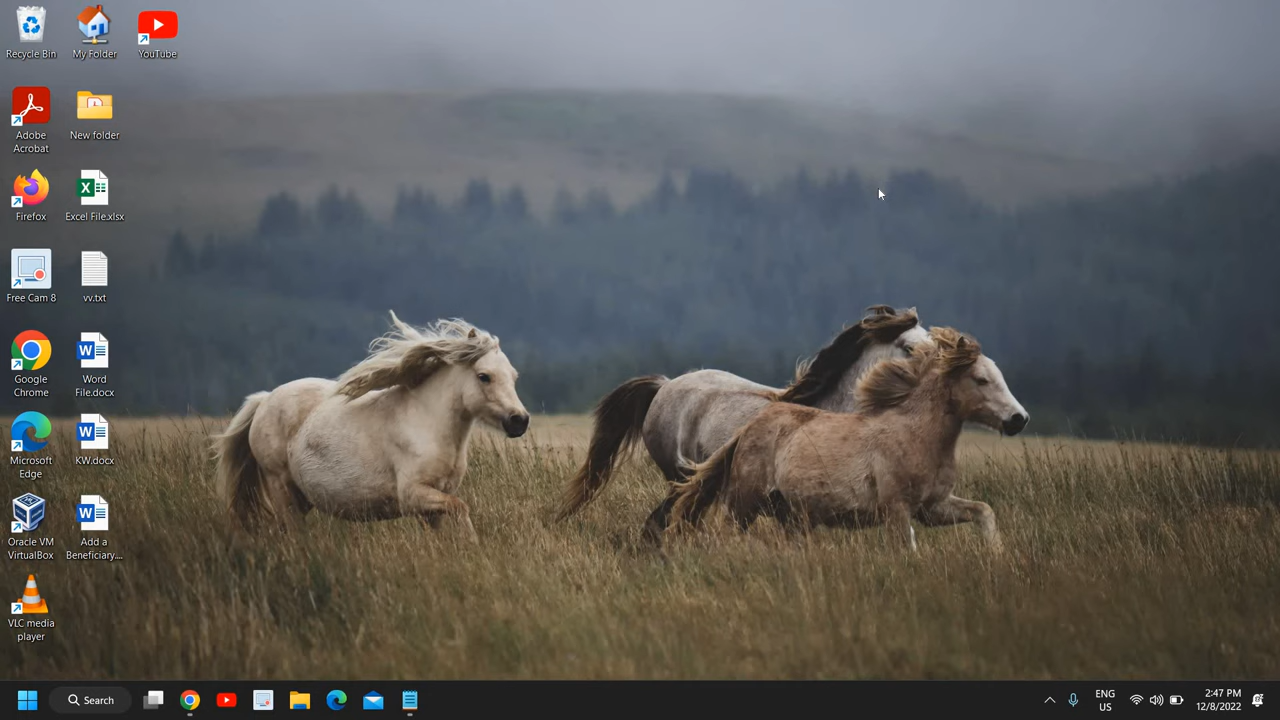 Recycle Bin
My Folder
YouTube
Adobe
Acrobat
New folder
Firefox
Excel File.xlsx
Free Cam 8
vv.txt
Google
Chrome
Word
File.docx
Microsoft
Edge
KW.docx
Oracle VM
VirtualBox
Add a
Beneficiary....
VLC media
player
Search
ENG
US
2:47 PM
12/8/2022